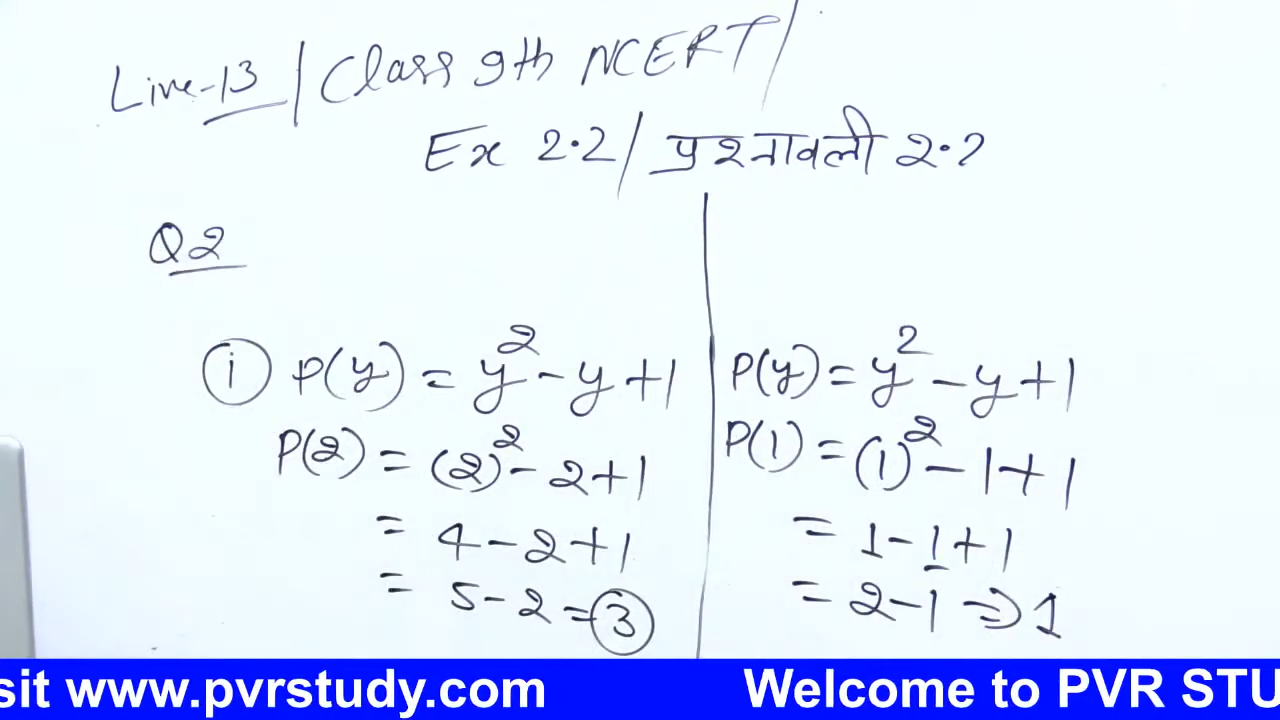 Live-13 / Class 9th NCERT /
Ex 2.2 / प्रश्नावली 2.2
Q2
(i) P(y) = y² - y + 1
P(2) = (2)² - 2 + 1
= 4 - 2 + 1
= 5 - 2 = 3
P(y) = y² - y + 1
P(1) = (1)² - 1 + 1
= 1 - 1 + 1
= 2 - 1 => 1
sit www.pvrstudy.com Welcome to PVR STU